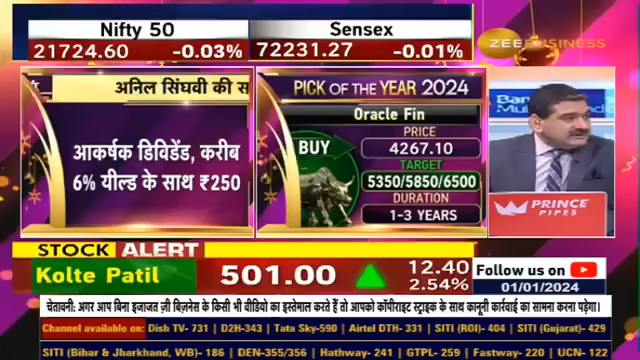 Nifty 50
21724.60 -0.03%
Sensex
72231.27 -0.01%
ZEE BUSINESS
अनिल सिंघवी की स
आकर्षक डिविडेंड, करीब
6% यील्ड के साथ ₹250
PICK OF THE YEAR 2024
Oracle Fin
BUY
PRICE
4267.10
TARGET
5350/5850/6500
DURATION
1-3 YEARS
PRINCE
PIPES
STOCK ALERT
Kolte Patil 501.00 12.40
2.54%
Follow us on
01/01/2024
चेतावनी: अगर आप बिना इजाजत ज़ी बिज़नेस के किसी भी वीडियो का इस्तेमाल करते हैं तो आपको कॉपीराइट स्ट्राइक के साथ कानूनी कार्रवाई का सामना करना पड़ेगा।
Channel available on: Dish TV- 731 | D2H-343 | Tata Sky-590 | Airtel DTH- 331 | SITI (ROI)- 404 | SITI (Gujarat)- 429
SITI (Bihar & Jharkhand, WB)- 186 | DEN-355/356 | Hathway- 241 | GTPL- 259 | Fastway- 220 | UCN- 122